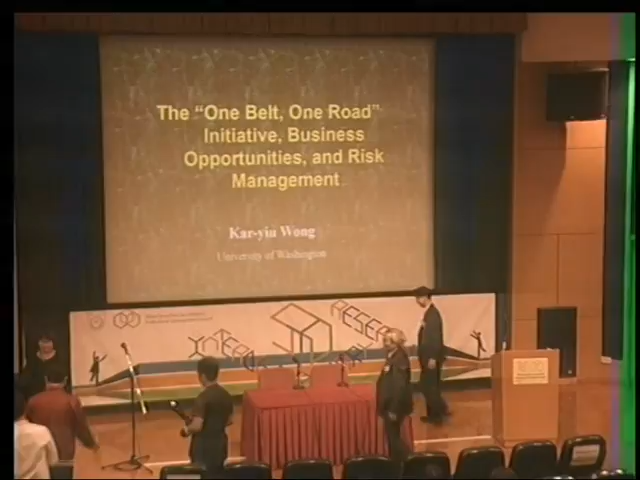 The "One Belt, One Road"
Initiative, Business
Opportunities, and Risk
Management
Kar-yiu Wong
University of Washington